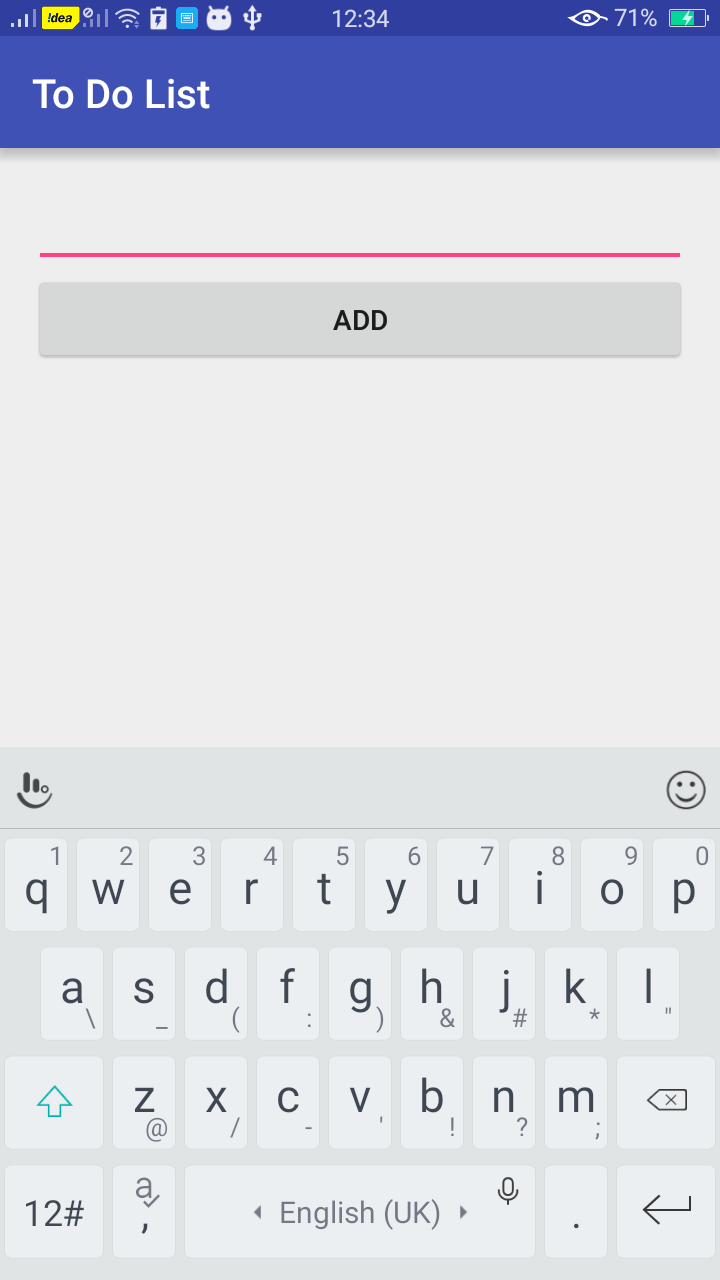 !dea 12:34 71%
To Do List
ADD
1 2 3 4 5 6 7 8 9 0
q w e r t y u i o p
a s d f g h j k l
\ _ ( : ) & # * "
z x c v b n m
@ / - ' ! ? ;
12# a , English (UK) .